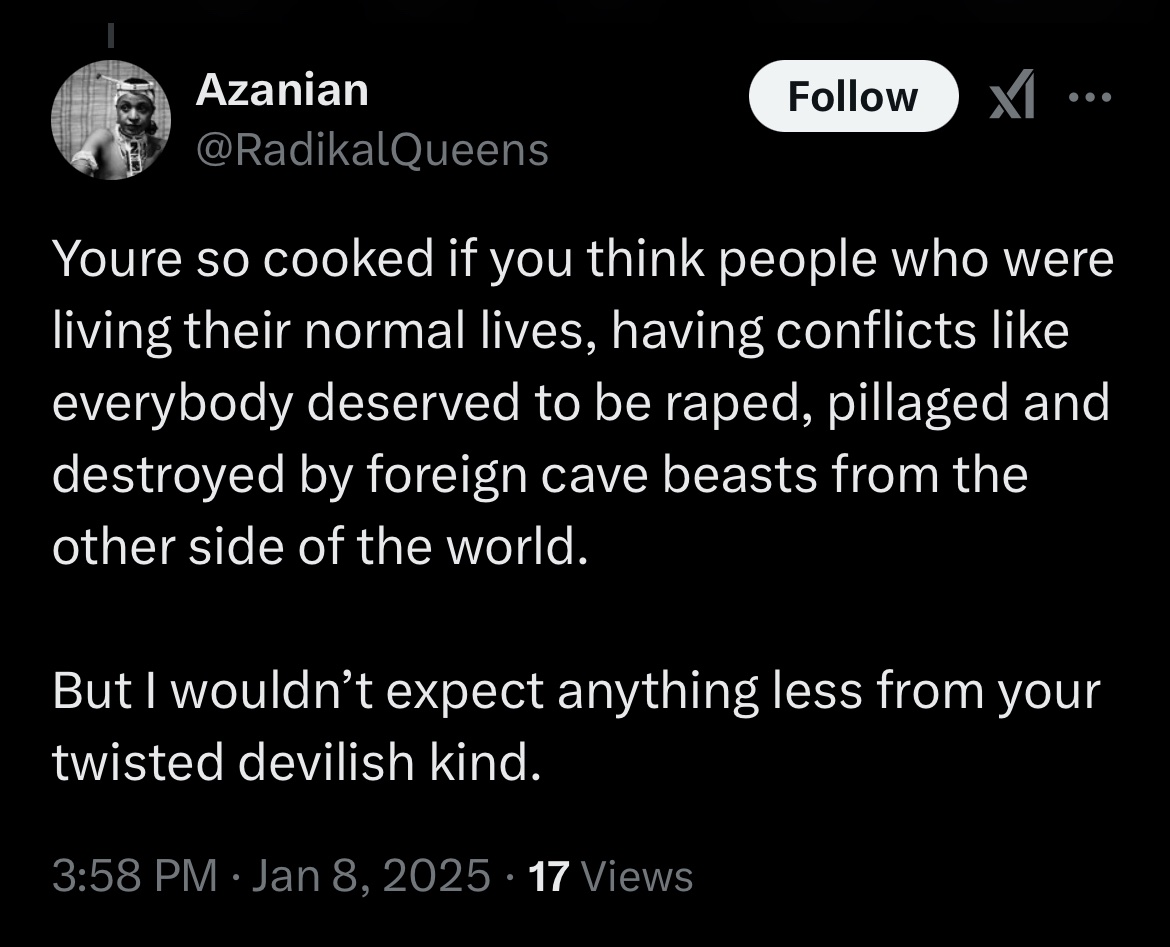 Azanian
Follow
@RadikalQueens
Youre so cooked if you think people who were
living their normal lives, having conflicts like
everybody deserved to be raped, pillaged and
destroyed by foreign cave beasts from the
other side of the world.
But I wouldn’t expect anything less from your
twisted devilish kind.
3:58 PM · Jan 8, 2025 · 17 Views